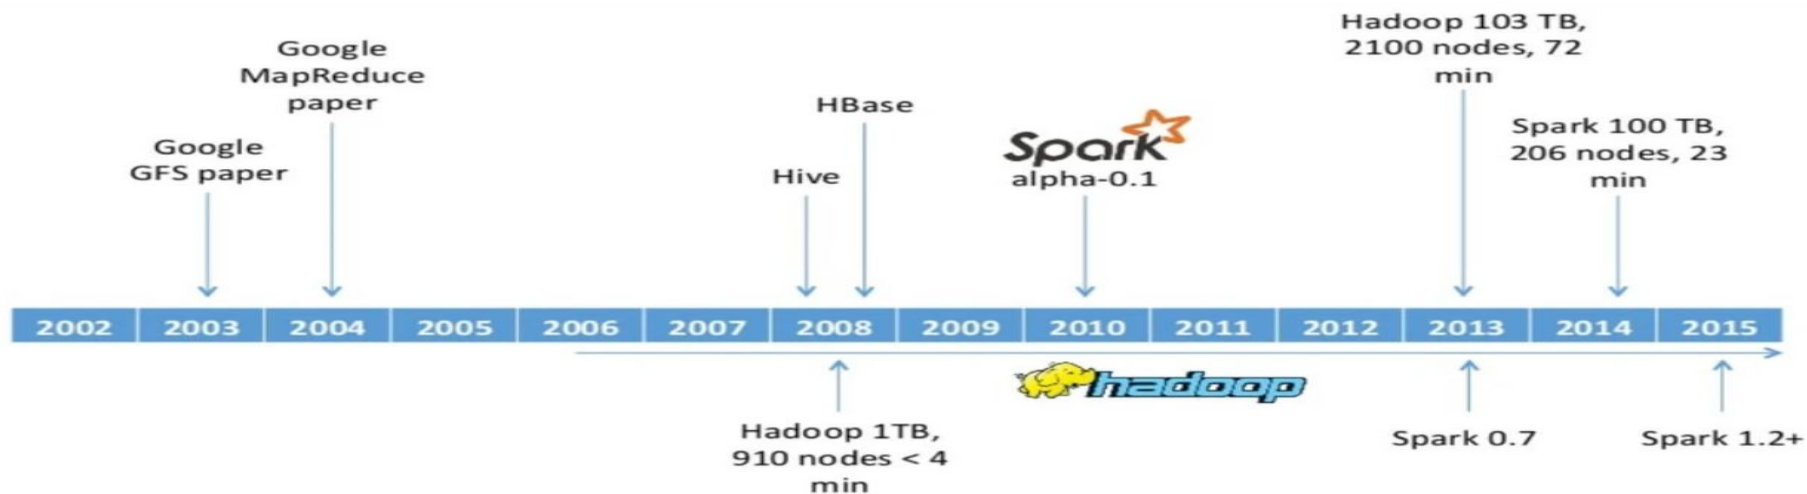 Hadoop 103 TB,
2100 nodes, 72
min
Google
MapReduce
paper
HBase
Spark
alpha-0.1
Spark 100 TB,
206 nodes, 23
min
Google
GFS paper
Hive
2002 2003 2004 2005 2006 2007 2008 2009 2010 2011 2012 2013 2014 2015
hadoop
Hadoop 1TB,
910 nodes < 4
min
Spark 0.7
Spark 1.2+